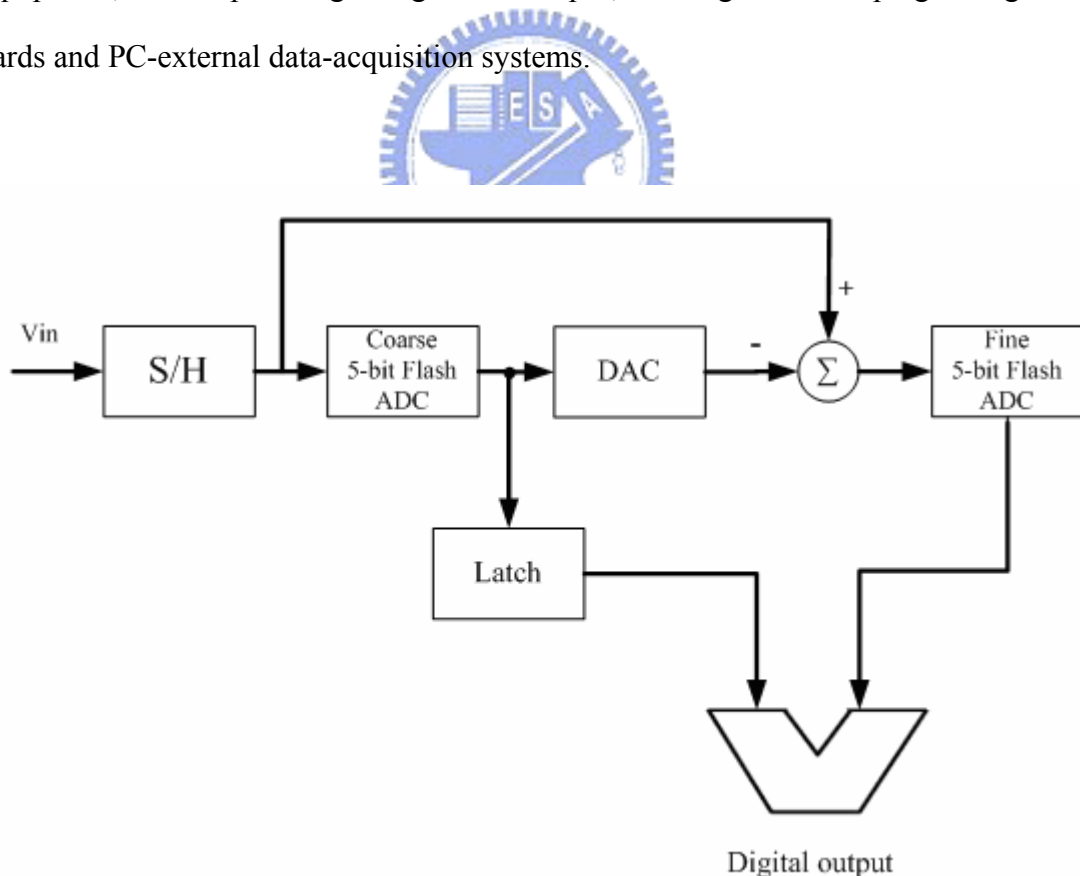 ards and PC-external data-acquisition systems.
E S A
Vin
S/H
Coarse
5-bit Flash
ADC
DAC
-
+
Σ
Fine
5-bit Flash
ADC
Latch
Digital output